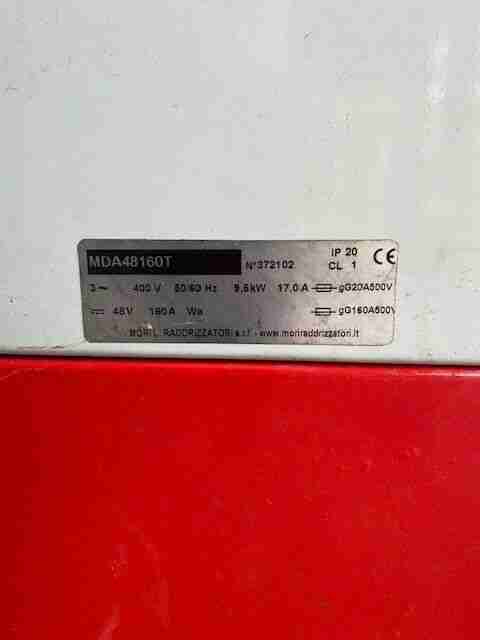 MDA48160T N°372102 IP 20 CL 1 CE
3~ 400 V 50/60 Hz 9,5kW 17,0 A gG20A500V
48V 160 A Wa gG160A500V
MORI RADDRIZZATORI s.r.l - www.moriraddrizzatori.it